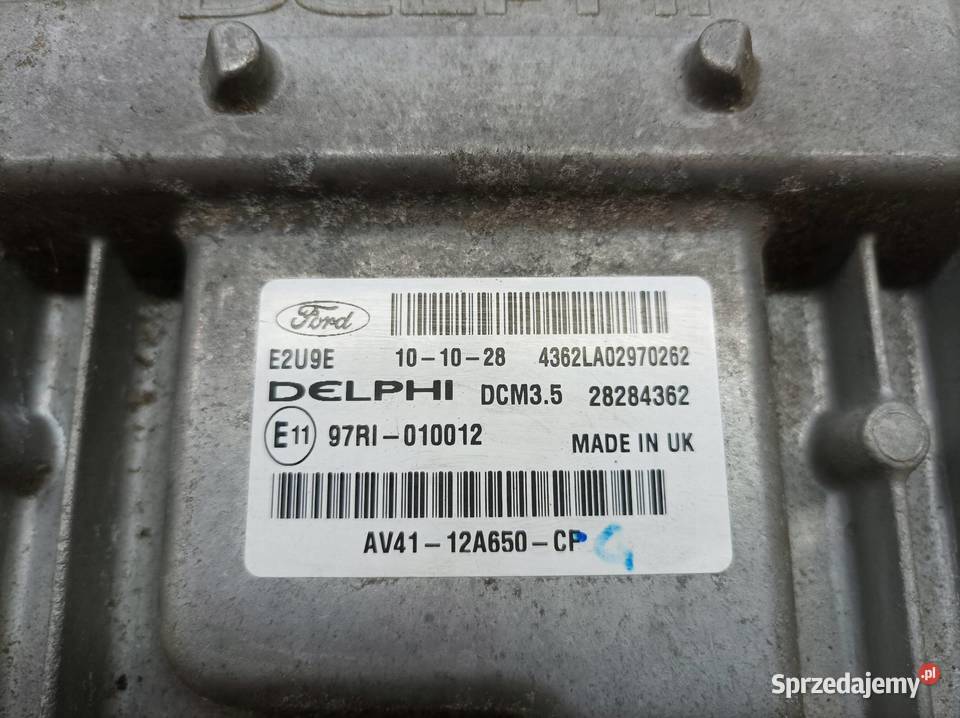 DELPHI
Ford
E2U9E 10-10-28 4362LA02970262
DELPHI DCM3.5 28284362
E11 97RI-010012 MADE IN UK
AV41-12A650-CP
Sprzedajemy.pl